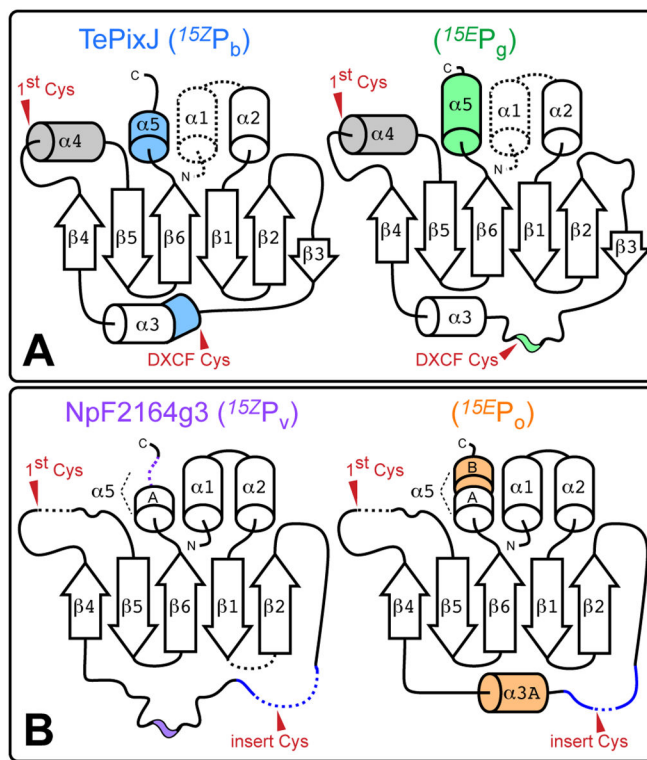 TePixJ (15ZPb)
(15EPg)
1st Cys
C
α5
α1
α2
α4
N
β4
β5
β6
β1
β2
β3
α3
DXCF Cys
A
1st Cys
C
α5
α1
α2
α4
N
β4
β5
β6
β1
β2
β3
α3
DXCF Cys
NpF2164g3 (15ZPv)
(15EPo)
1st Cys
C
α5
A
α1
α2
N
β4
β5
β6
β1
β2
insert Cys
B
1st Cys
C
α5
B
A
α1
α2
N
β4
β5
β6
β1
β2
α3A
insert Cys